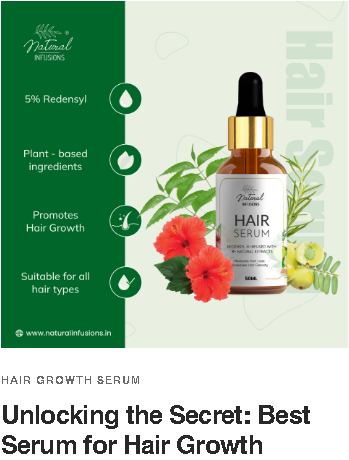 Natural
INFUSIONS
5% Redensyl
Plant - based
ingredients
Promotes
Hair Growth
Suitable for all
hair types
www.naturalinfusions.in
Hair Serum
Natural
INFUSIONS
HAIR
SERUM
50ML
HAIR GROWTH SERUM
Unlocking the Secret: Best
Serum for Hair Growth